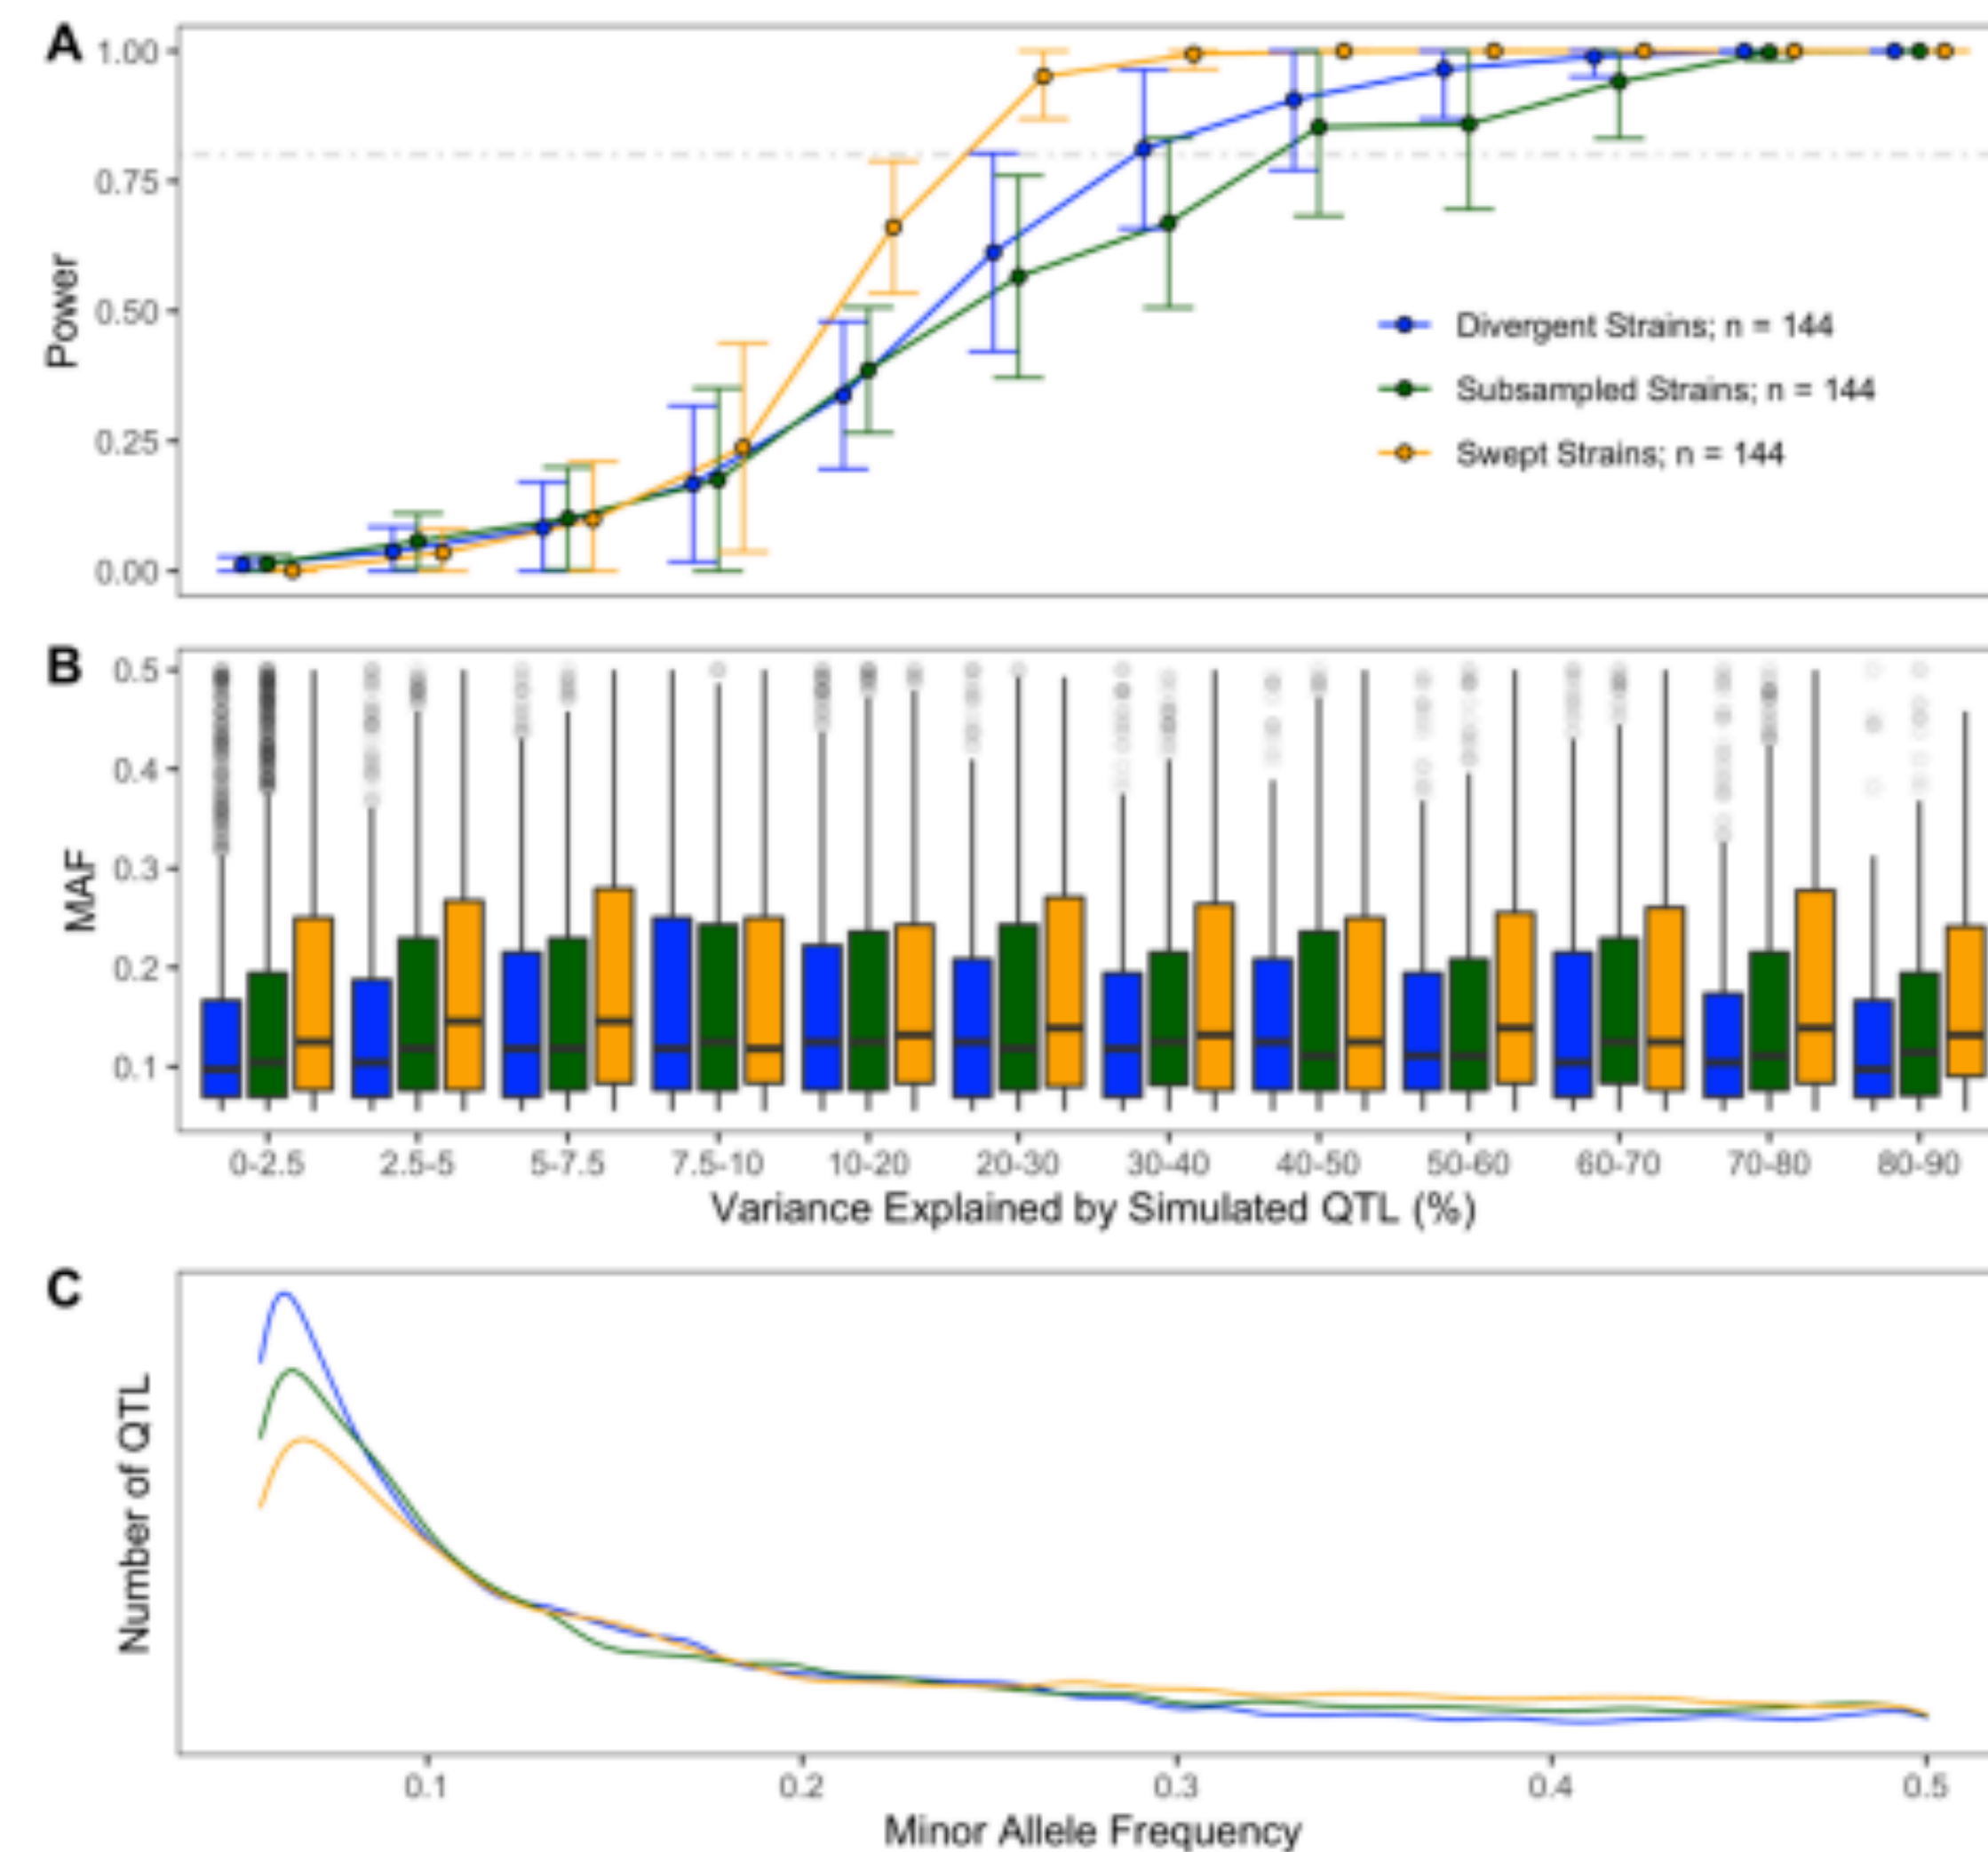 A
1.00
0.75
0.50
0.25
0.00
Power
Divergent Strains; n = 144
Subsampled Strains; n = 144
Swept Strains; n = 144
B
0.5
0.4
0.3
0.2
0.1
MAF
0-2.5 2.5-5 5-7.5 7.5-10 10-20 20-30 30-40 40-50 50-60 60-70 70-80 80-90
Variance Explained by Simulated QTL (%)
C
Number of QTL
0.1 0.2 0.3 0.4 0.5
Minor Allele Frequency